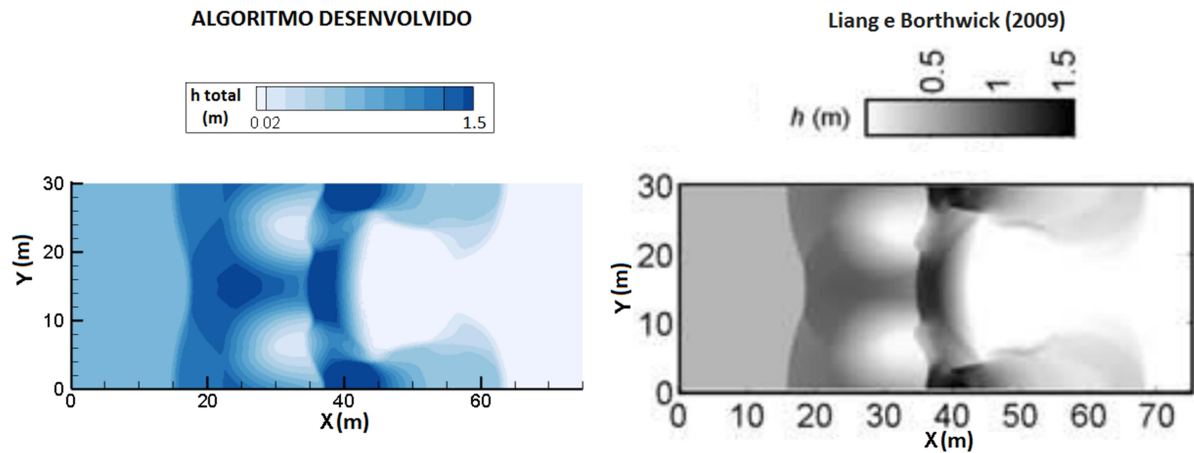 ALGORITMO DESENVOLVIDO
h total
(m)
0.02
1.5
Y (m)
30
20
10
0
0
20
40
60
X (m)
Liang e Borthwick (2009)
0.5
1
1.5
h (m)
Y (m)
30
20
10
0
0
10
20
30
40
50
60
70
X (m)